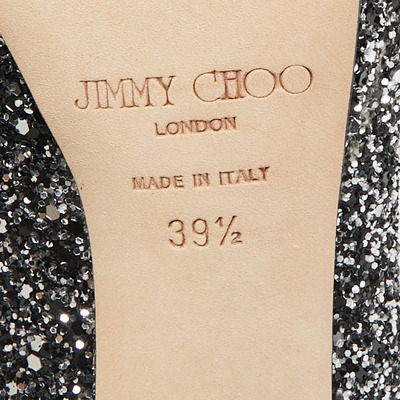 JIMMY CHOO
LONDON
MADE IN ITALY
39½